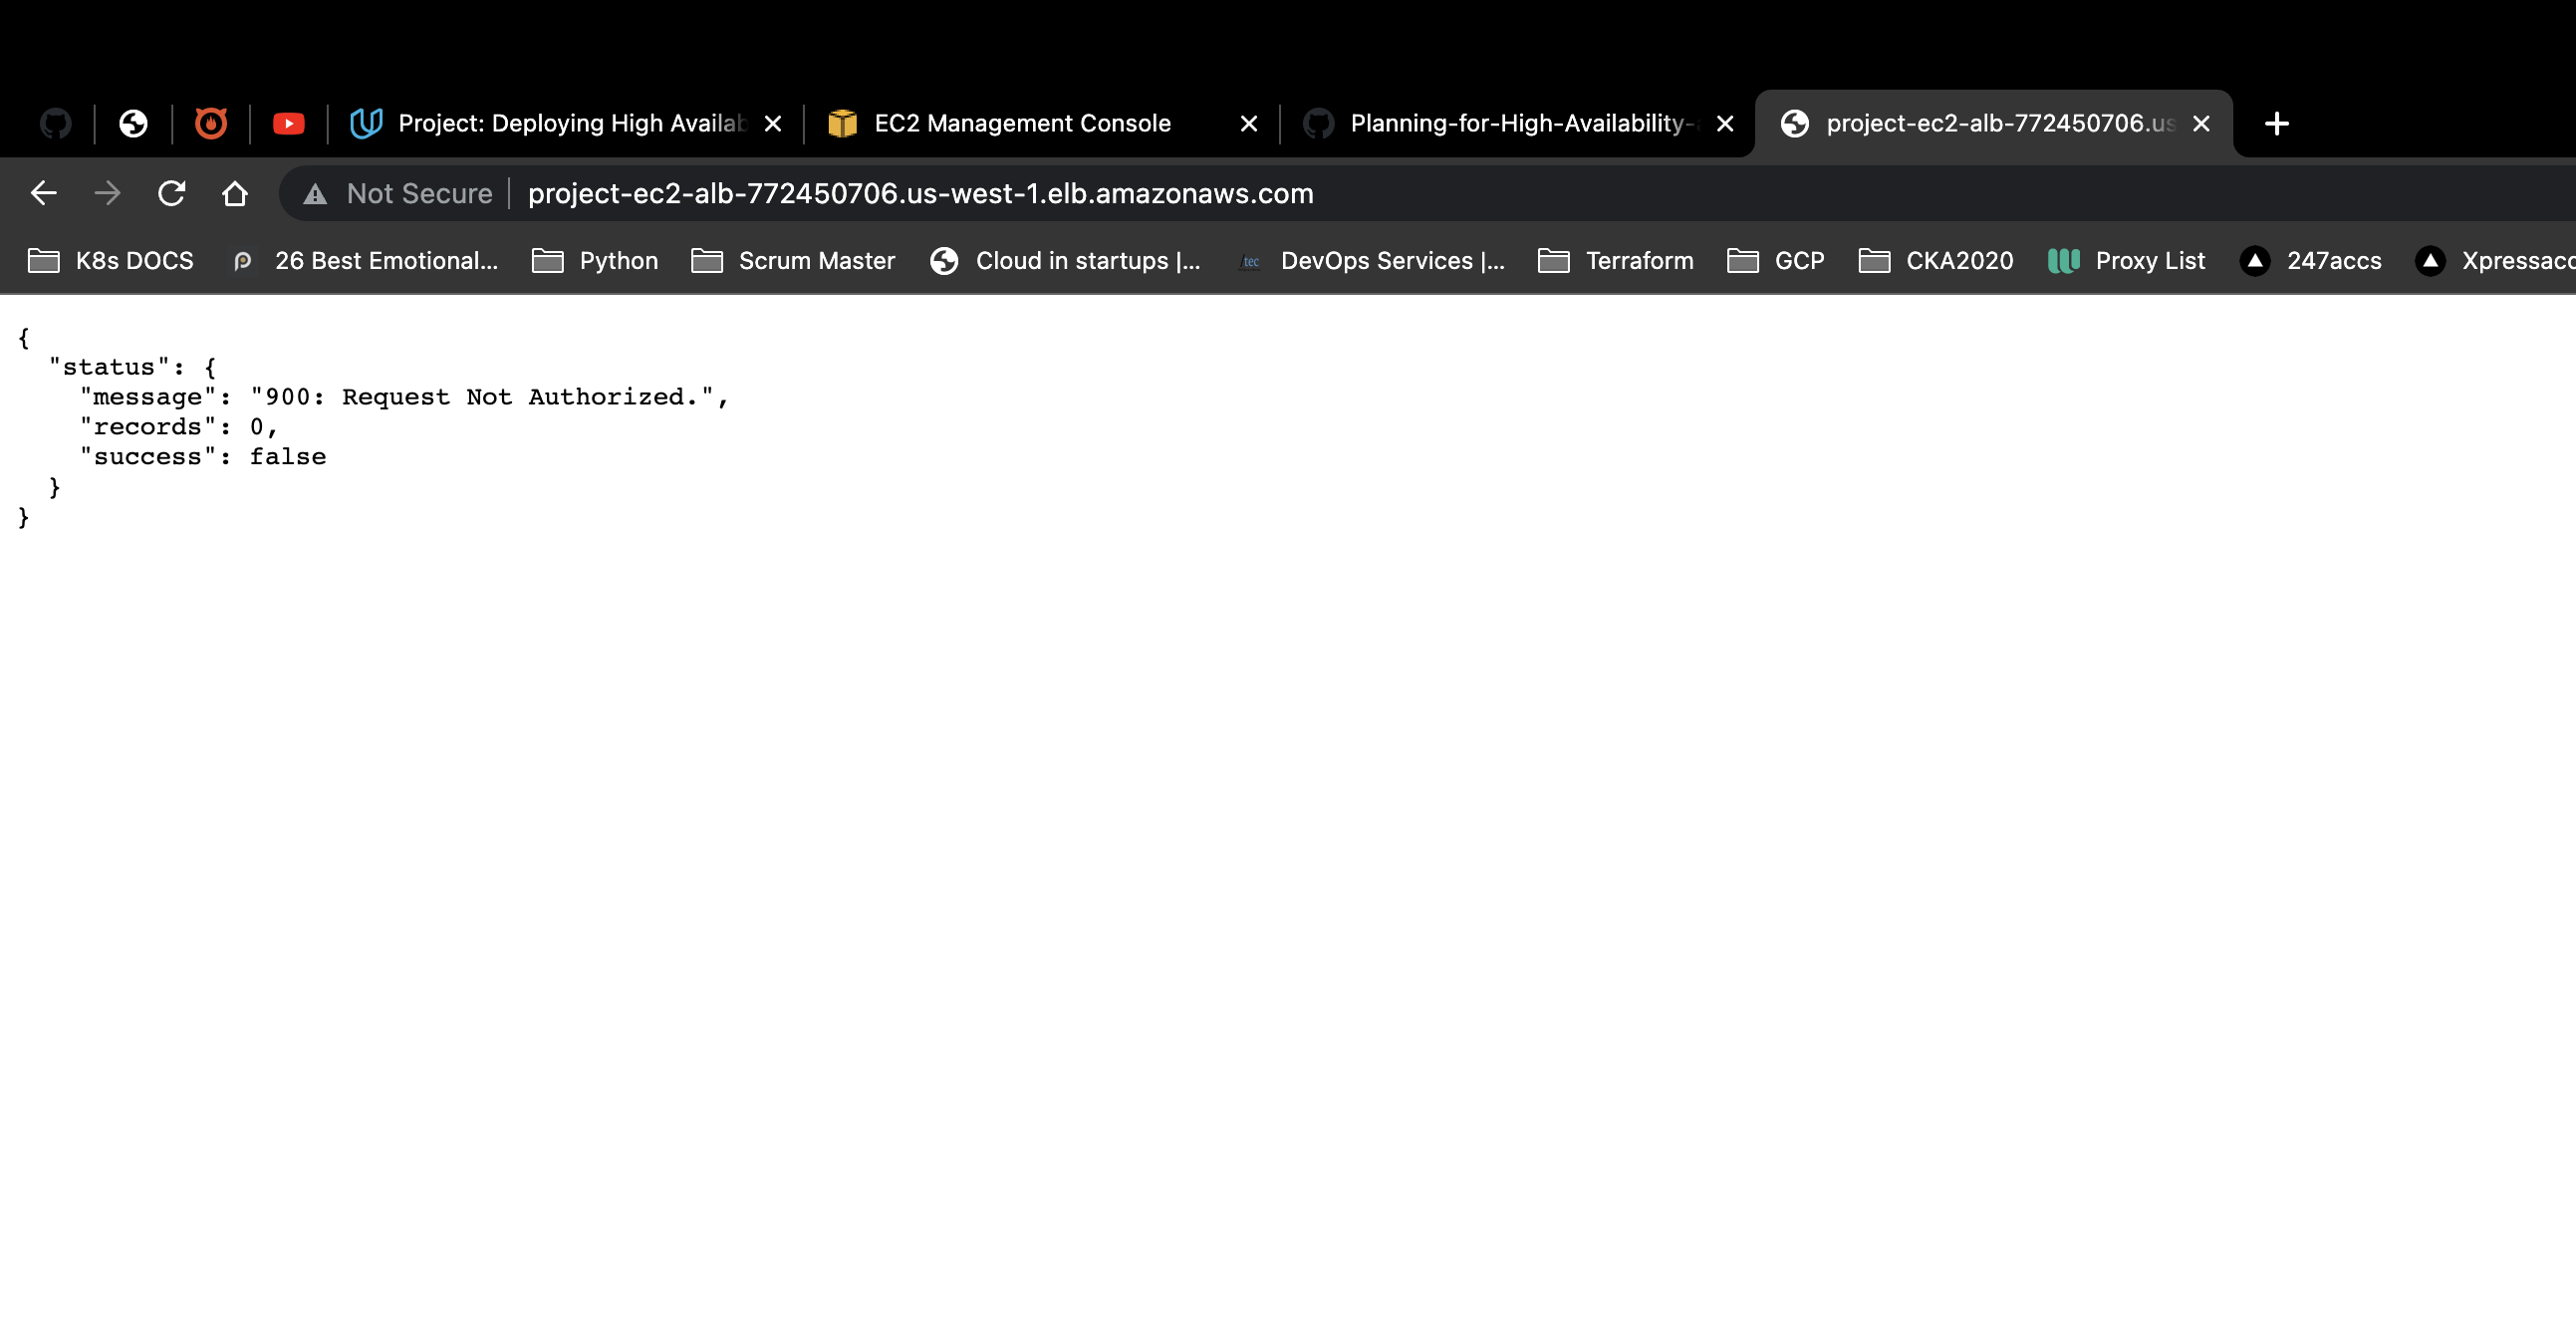 Project: Deploying High Availab
EC2 Management Console
Planning-for-High-Availability-
project-ec2-alb-772450706.us
Not Secure project-ec2-alb-772450706.us-west-1.elb.amazonaws.com
K8s DOCS 26 Best Emotional... Python Scrum Master Cloud in startups |... tec DevOps Services |... Terraform GCP CKA2020 Proxy List 247accs Xpressacc
{
"status": {
"message": "900: Request Not Authorized.",
"records": 0,
"success": false
}
}